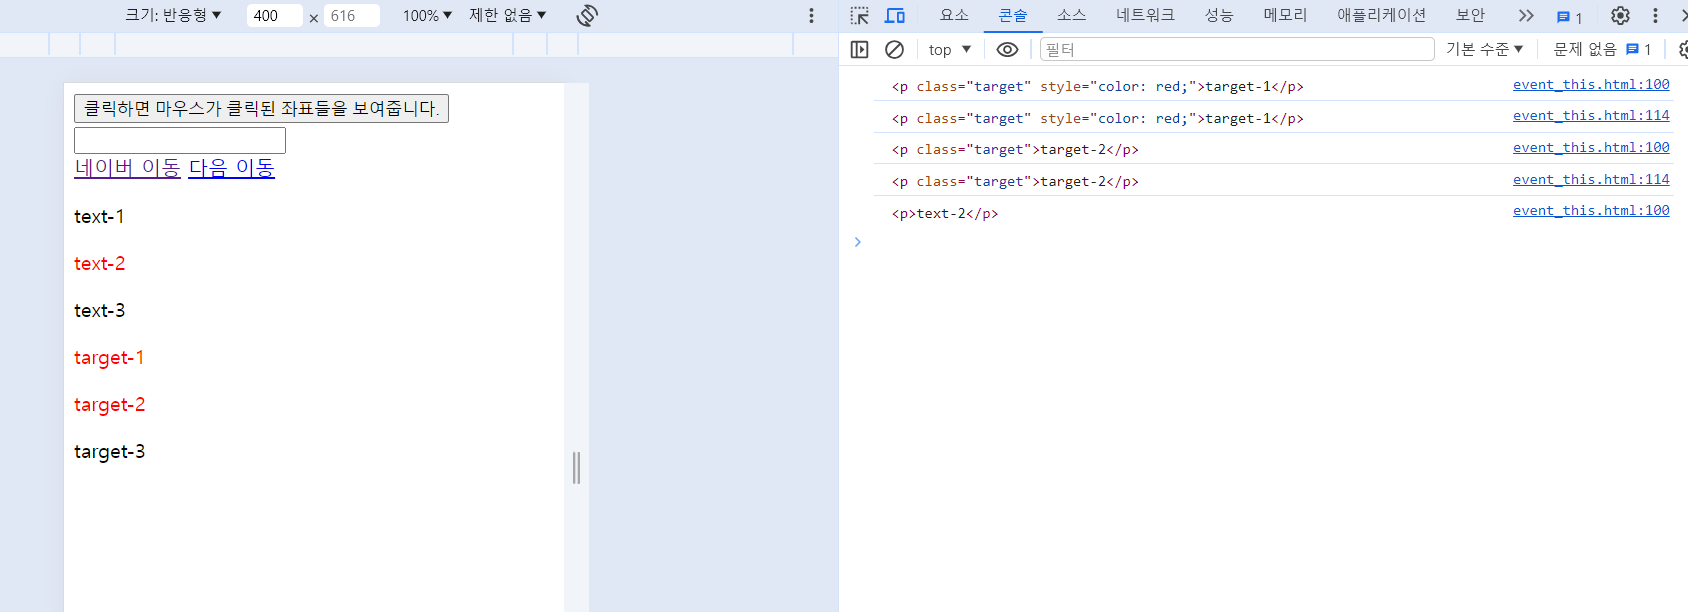 크기: 반응형 ▼ 400 × 616 100% ▼ 제한 없음 ▼
클릭하면 마우스가 클릭된 좌표들을 보여줍니다.
네이버 이동 다음 이동
text-1
text-2
text-3
target-1
target-2
target-3
요소 콘솔 소스 네트워크 성능 메모리 애플리케이션 보안 1
top ▼ 필터 기본 수준 ▼ 문제 없음 1
<p class="target" style="color: red;">target-1</p> event_this.html:100
<p class="target" style="color: red;">target-1</p> event_this.html:114
<p class="target">target-2</p> event_this.html:100
<p class="target">target-2</p> event_this.html:114
<p>text-2</p> event_this.html:100